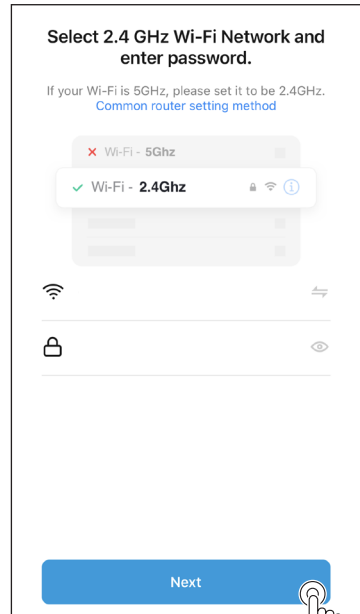 Select 2.4 GHz Wi-Fi Network and
enter password.
If your Wi-Fi is 5GHz, please set it to be 2.4GHz.
Common router setting method
Wi-Fi - 5Ghz
Wi-Fi - 2.4Ghz
Next